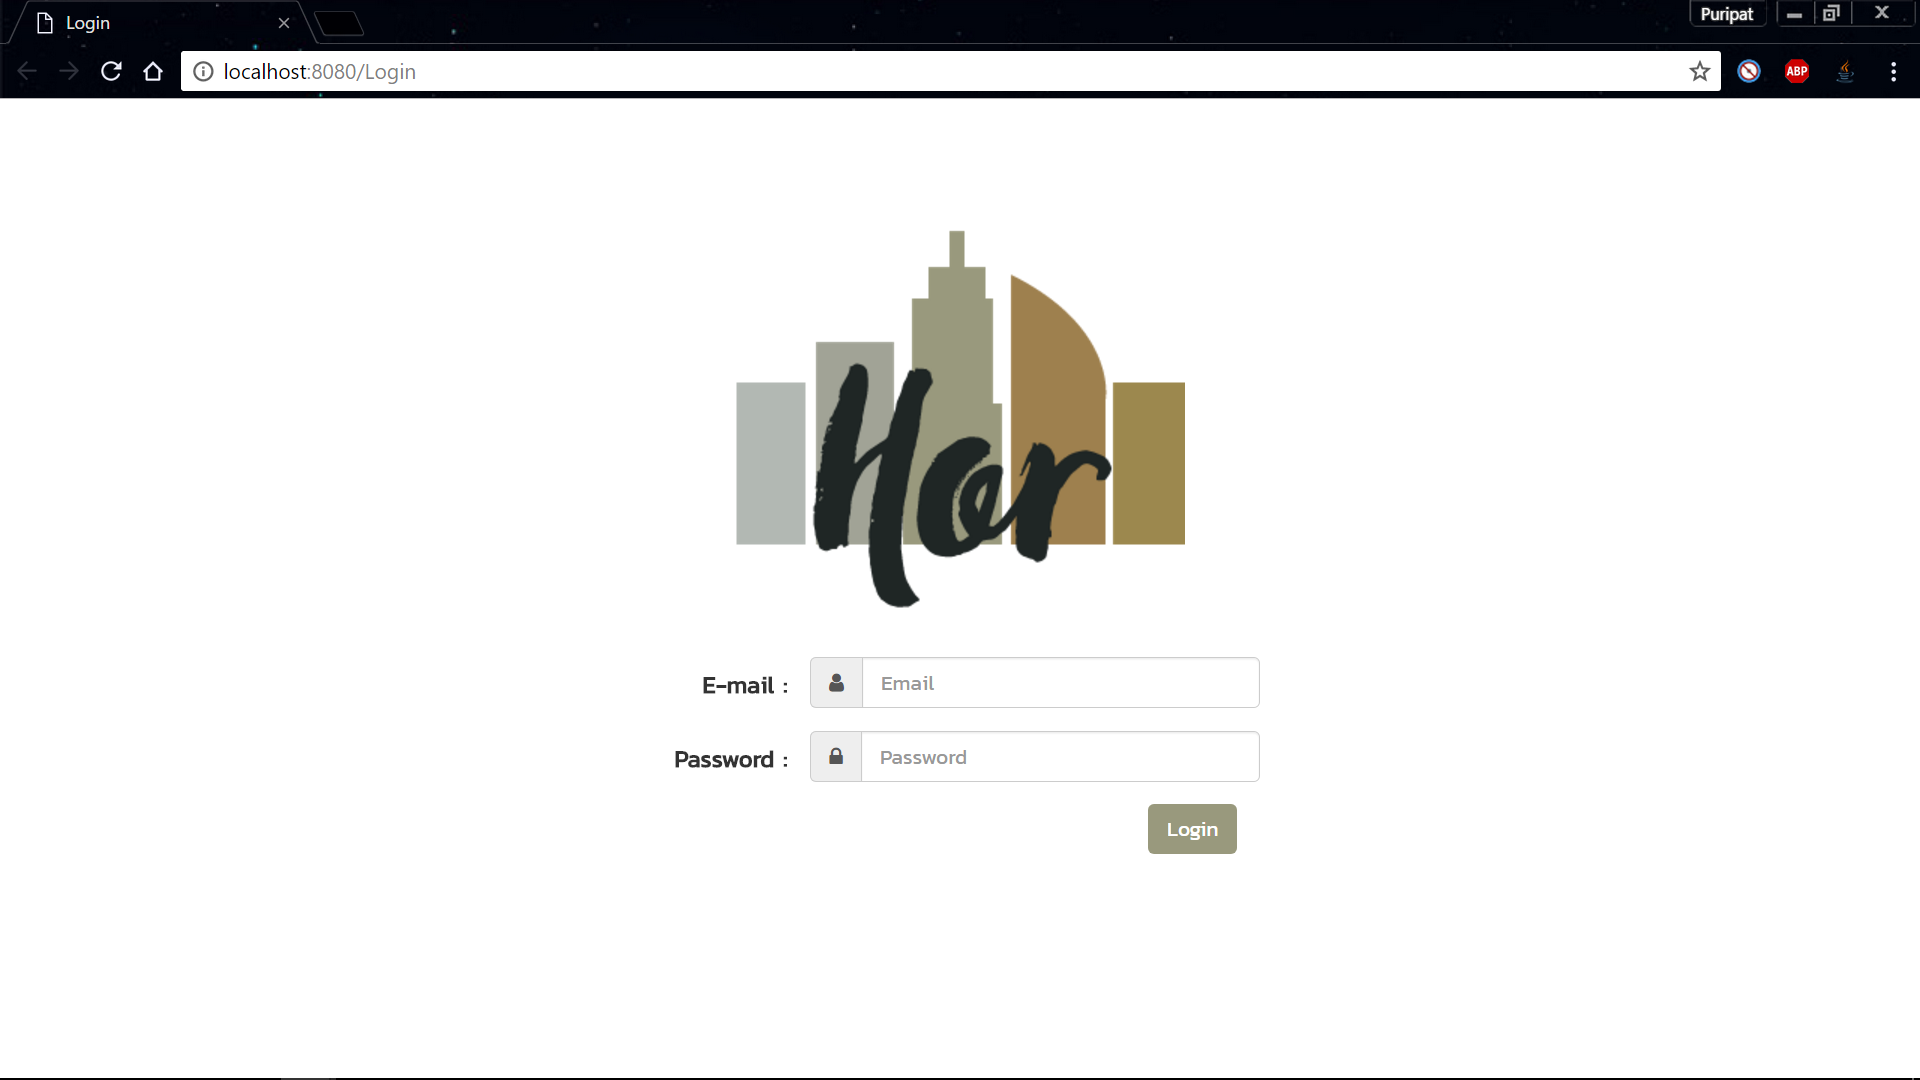 Login
Puripat
localhost:8080/Login
ABP
Hor
E-mail :
Email
Password :
Password
Login